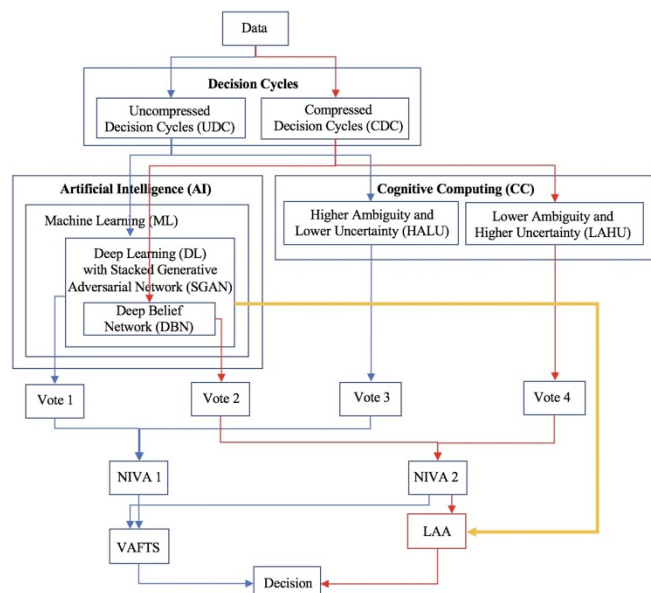 Data
Decision Cycles
Uncompressed
Decision Cycles (UDC)
Compressed
Decision Cycles (CDC)
Artificial Intelligence (AI)
Machine Learning (ML)
Deep Learning (DL)
with Stacked Generative
Adversarial Network (SGAN)
Deep Belief
Network (DBN)
Cognitive Computing (CC)
Higher Ambiguity and
Lower Uncertainty (HALU)
Lower Ambiguity and
Higher Uncertainty (LAHU)
Vote 1
Vote 2
Vote 3
Vote 4
NIVA 1
NIVA 2
VAFTS
LAA
Decision